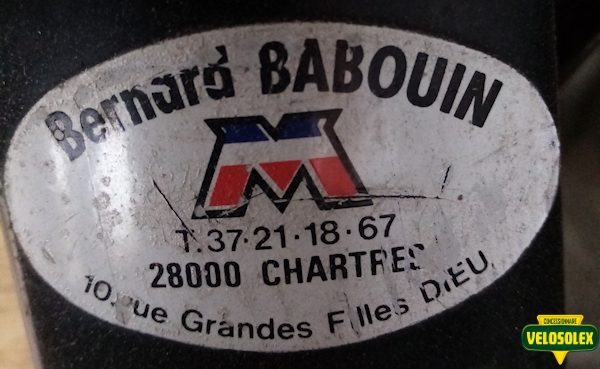 Bernard BABOUIN
M
T.37·21·18·67
28000 CHARTRES
10, rue Grandes Filles DIEU
CONCESSIONNAIRE
VELOSOLEX